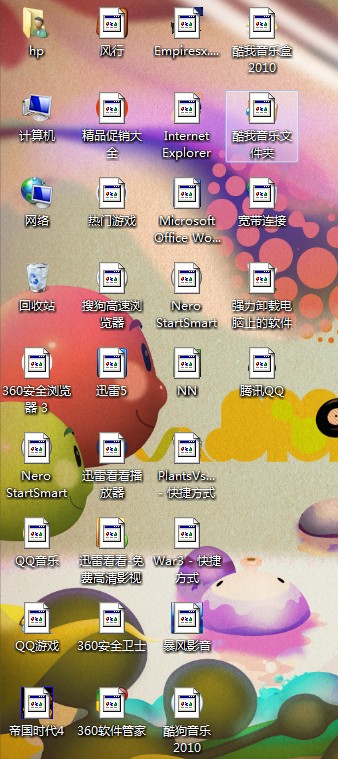 hp
计算机
网络
回收站
360安全浏览
器 3
Nero
StartSmart
QQ音乐
QQ游戏
帝国时代4
风行
精品促销大
全
热门游戏
搜狗高速浏
览器
迅雷5
迅雷看看播
放器
迅雷看看-免
费高清影视
360安全卫士
360软件管家
Empiresx....
Internet
Explorer
Microsoft
Office Wo...
Nero
StartSmart
NN
PlantsVs...
- 快捷方式
War3 - 快捷
方式
暴风影音
酷狗音乐
2010
酷我音乐盒
2010
酷我音乐文
件夹
宽带连接
强力卸载电
脑上的软件
腾讯QQ